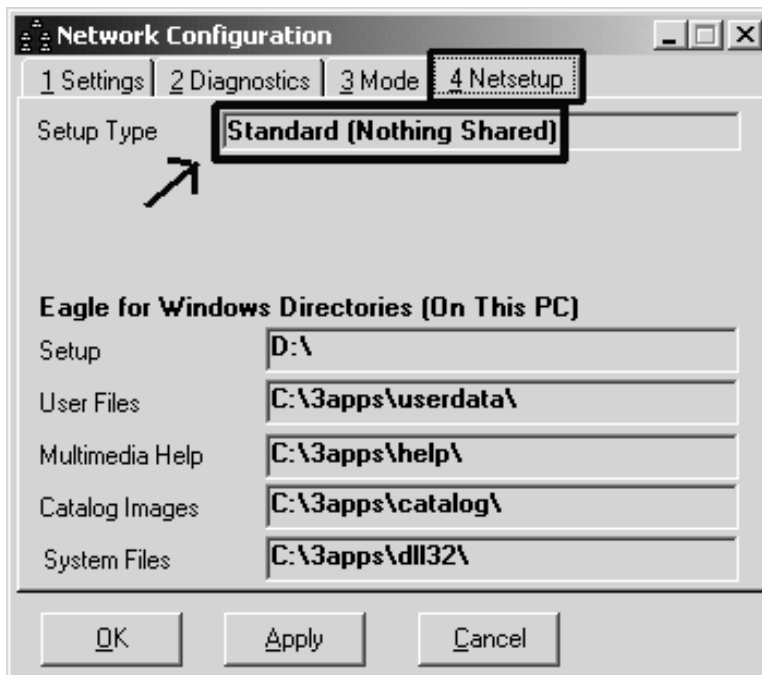 Network Configuration
1 Settings 2 Diagnostics 3 Mode 4 Netsetup
Setup Type Standard (Nothing Shared)
Eagle for Windows Directories (On This PC)
Setup D:\
User Files C:\3apps\userdata\
Multimedia Help C:\3apps\help\
Catalog Images C:\3apps\catalog\
System Files C:\3apps\dll32\
OK Apply Cancel